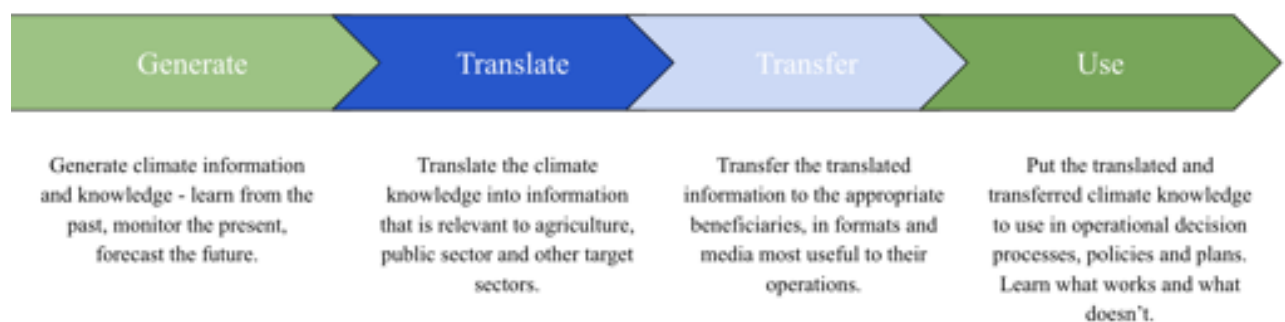 Generate
Translate
Transfer
Use
Generate climate information
and knowledge - learn from the
past, monitor the present,
forecast the future.
Translate the climate
knowledge into information
that is relevant to agriculture,
public sector and other target
sectors.
Transfer the translated
information to the appropriate
beneficiaries, in formats and
media most useful to their
operations.
Put the translated and
transferred climate knowledge
to use in operational decision
processes, policies and plans.
Learn what works and what
doesn't.